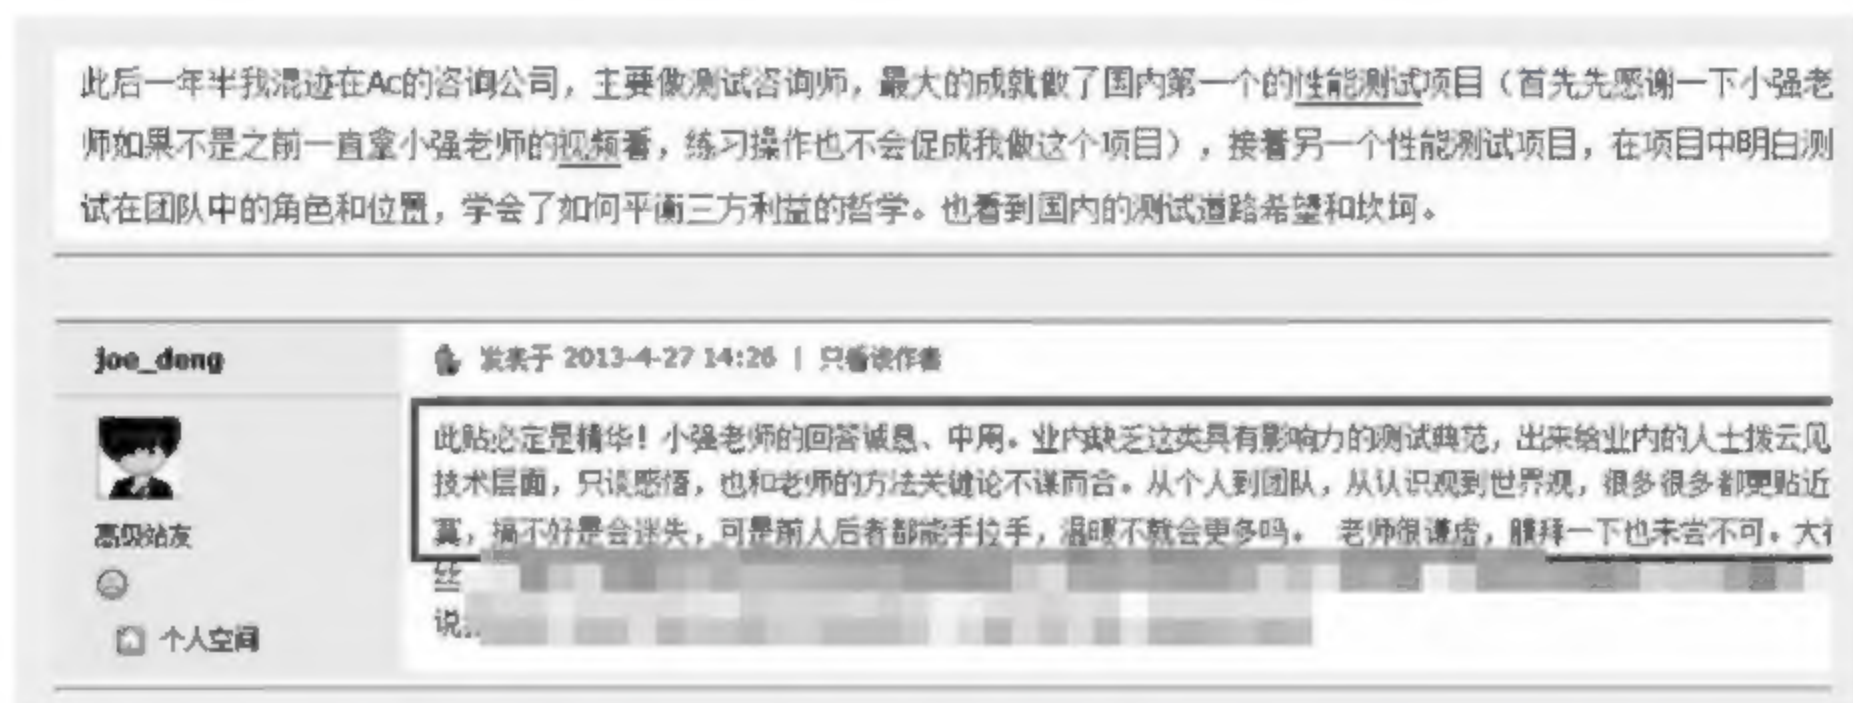 此后一年半我混迹在Ac的咨询公司，主要做测试咨询师，最大的成就做了国内第一个的性能测试项目（首先先感谢一下小强老
师如果不是之前一直拿小强老师的视频看，练习操作也不会促成我做这个项目），接着另一个性能测试项目，在项目中明白测
试在团队中的角色和位置，学会了如何平衡三方利益的哲学。也看到国内的测试道路希望和坎坷。
joe_deng
发表于 2013-4-27 14:26 | 只看该作者
此贴必定是精华！小强老师的回答诚恳、中用。业内缺乏这类具有影响力的测试典范，出来给业内的人士拨云见
技术层面，只谈感悟，也和老师的方法关键论不谋而合。从个人到团队，从认识观到世界观，很多很多都更贴近
真，搞不好是会迷失，可是前人后者都能手拉手，温暖不就会更多吗。 老师很谦虚，膜拜一下也未尝不可。大
高级站友
丝
说
个人空间